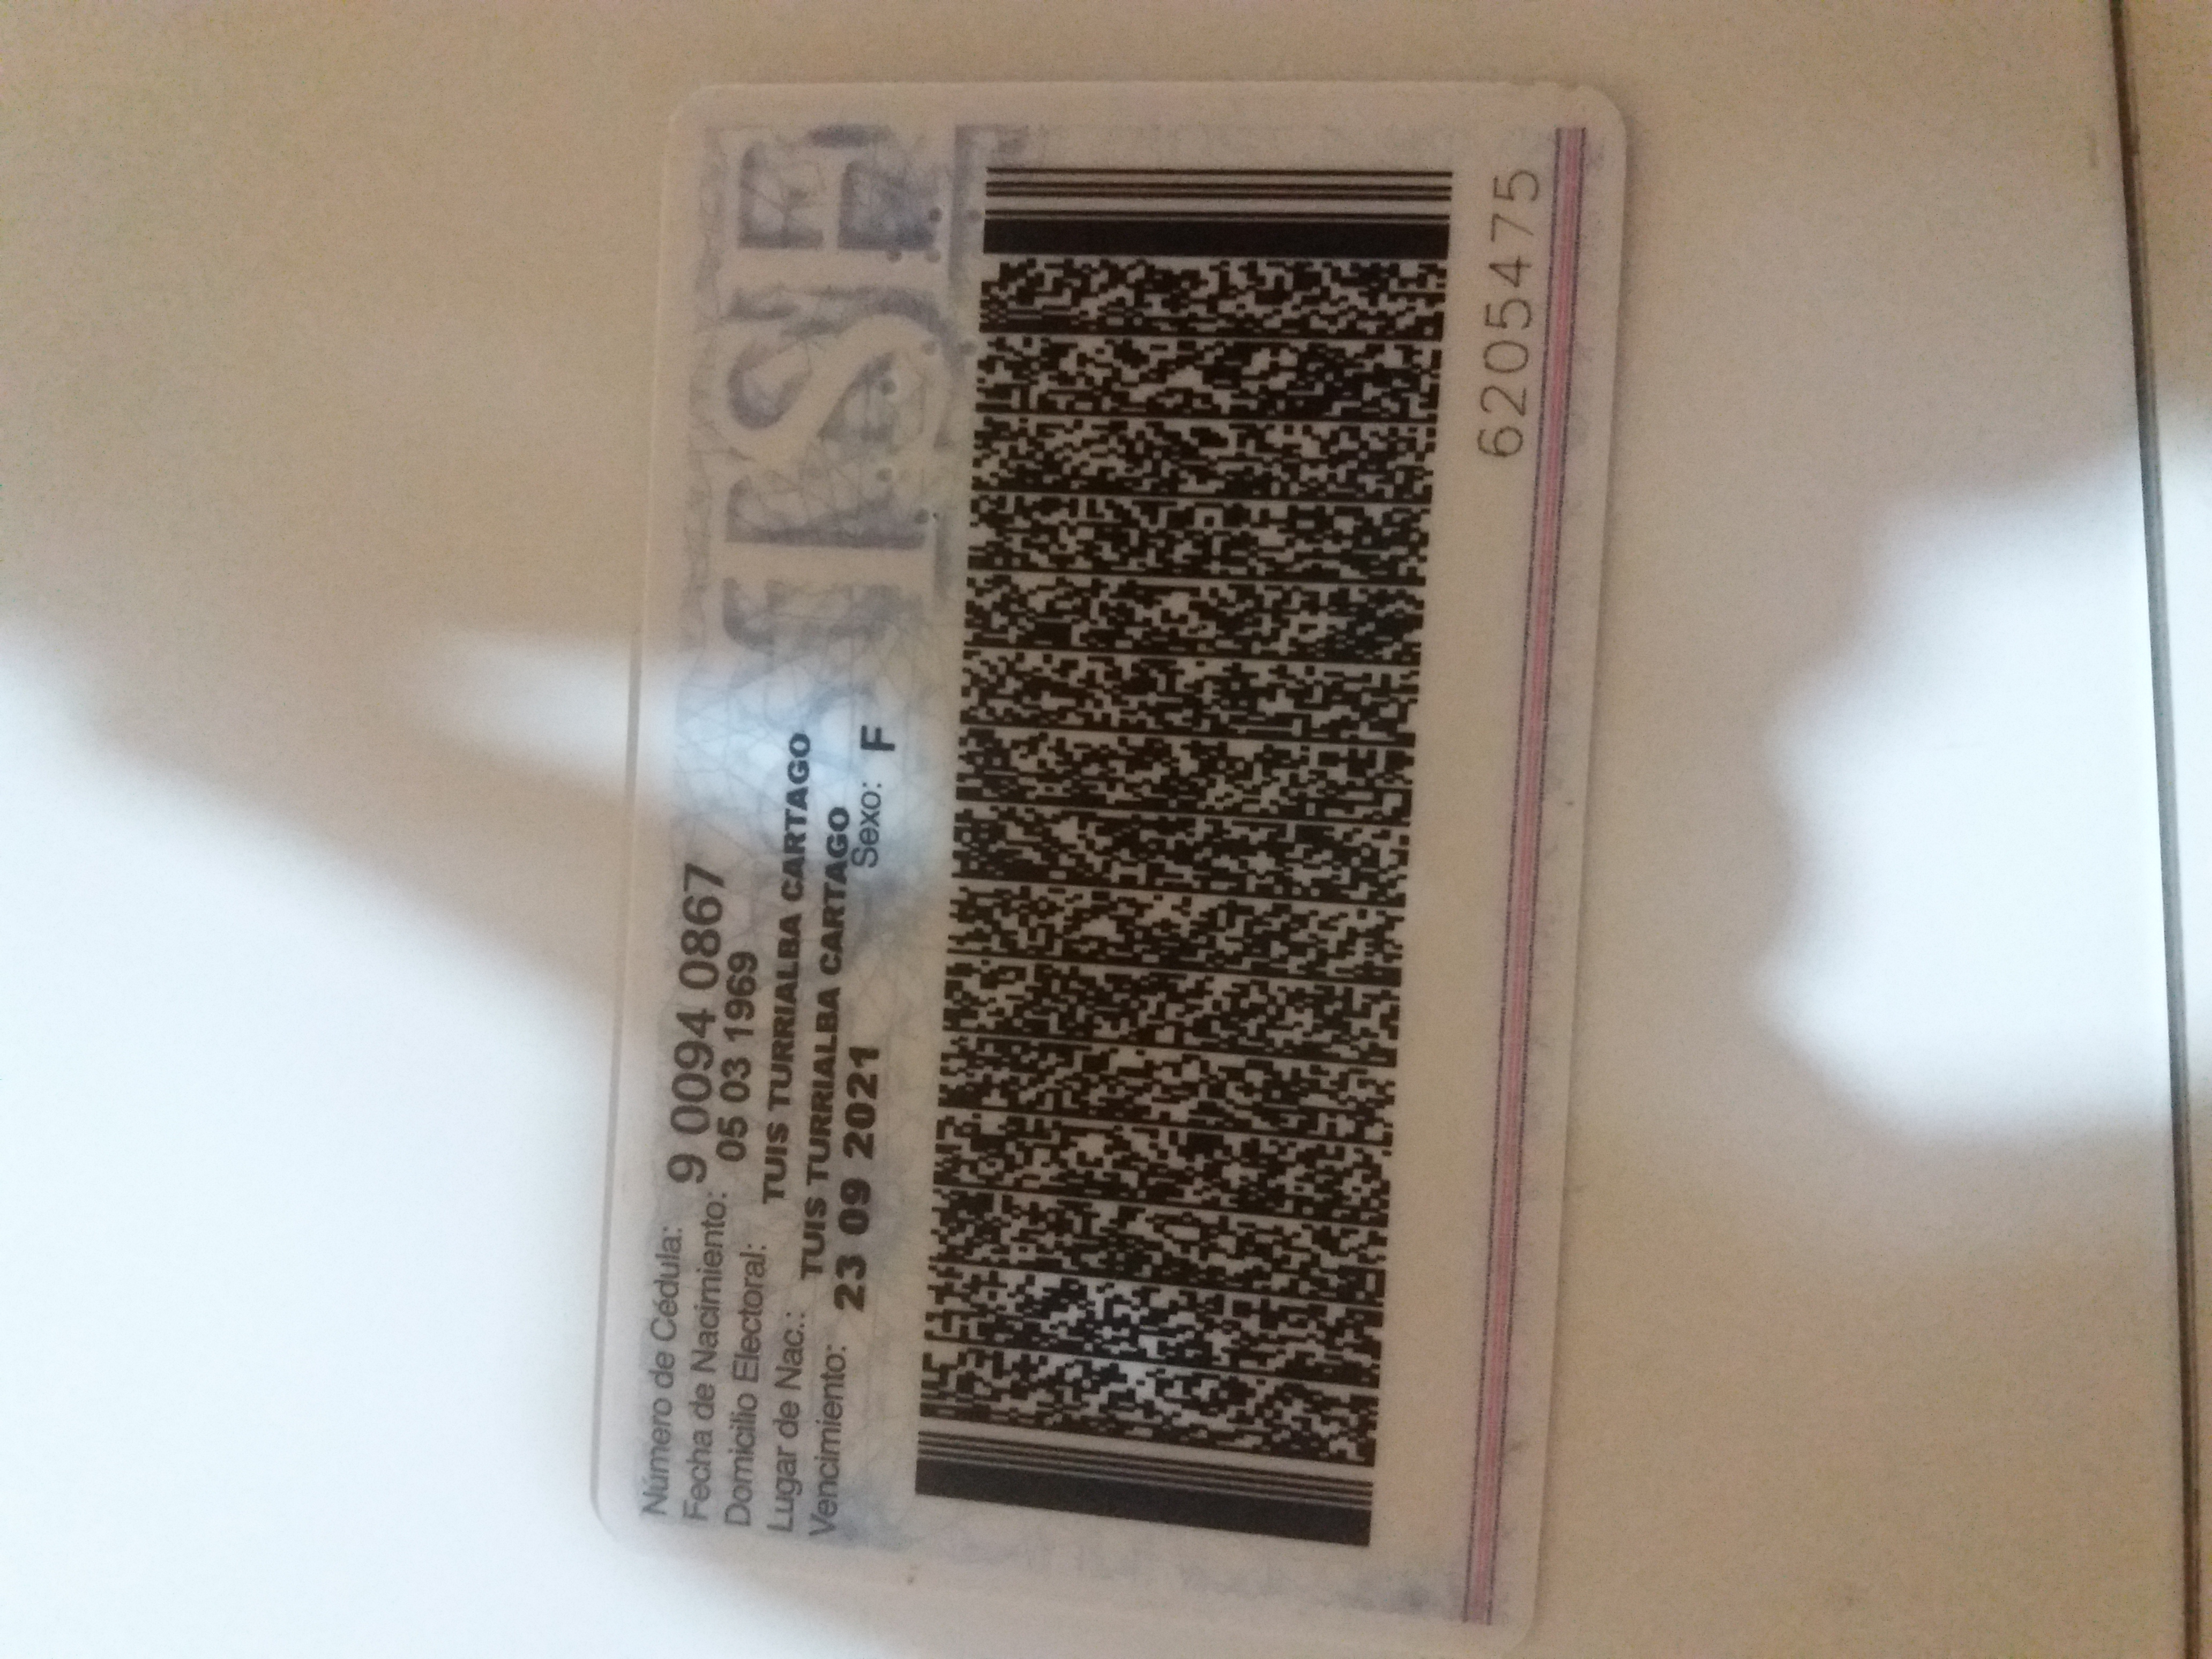 Número de Cédula: 9 0094 0867
Fecha de Nacimiento: 05 03 1969
Domicilio Electoral: TUIS TURRIALBA CARTAGO
Lugar de Nac.: TUIS TURRIALBA CARTAGO
Vencimiento: 23 09 2021 Sexo: F
TSE
6205475